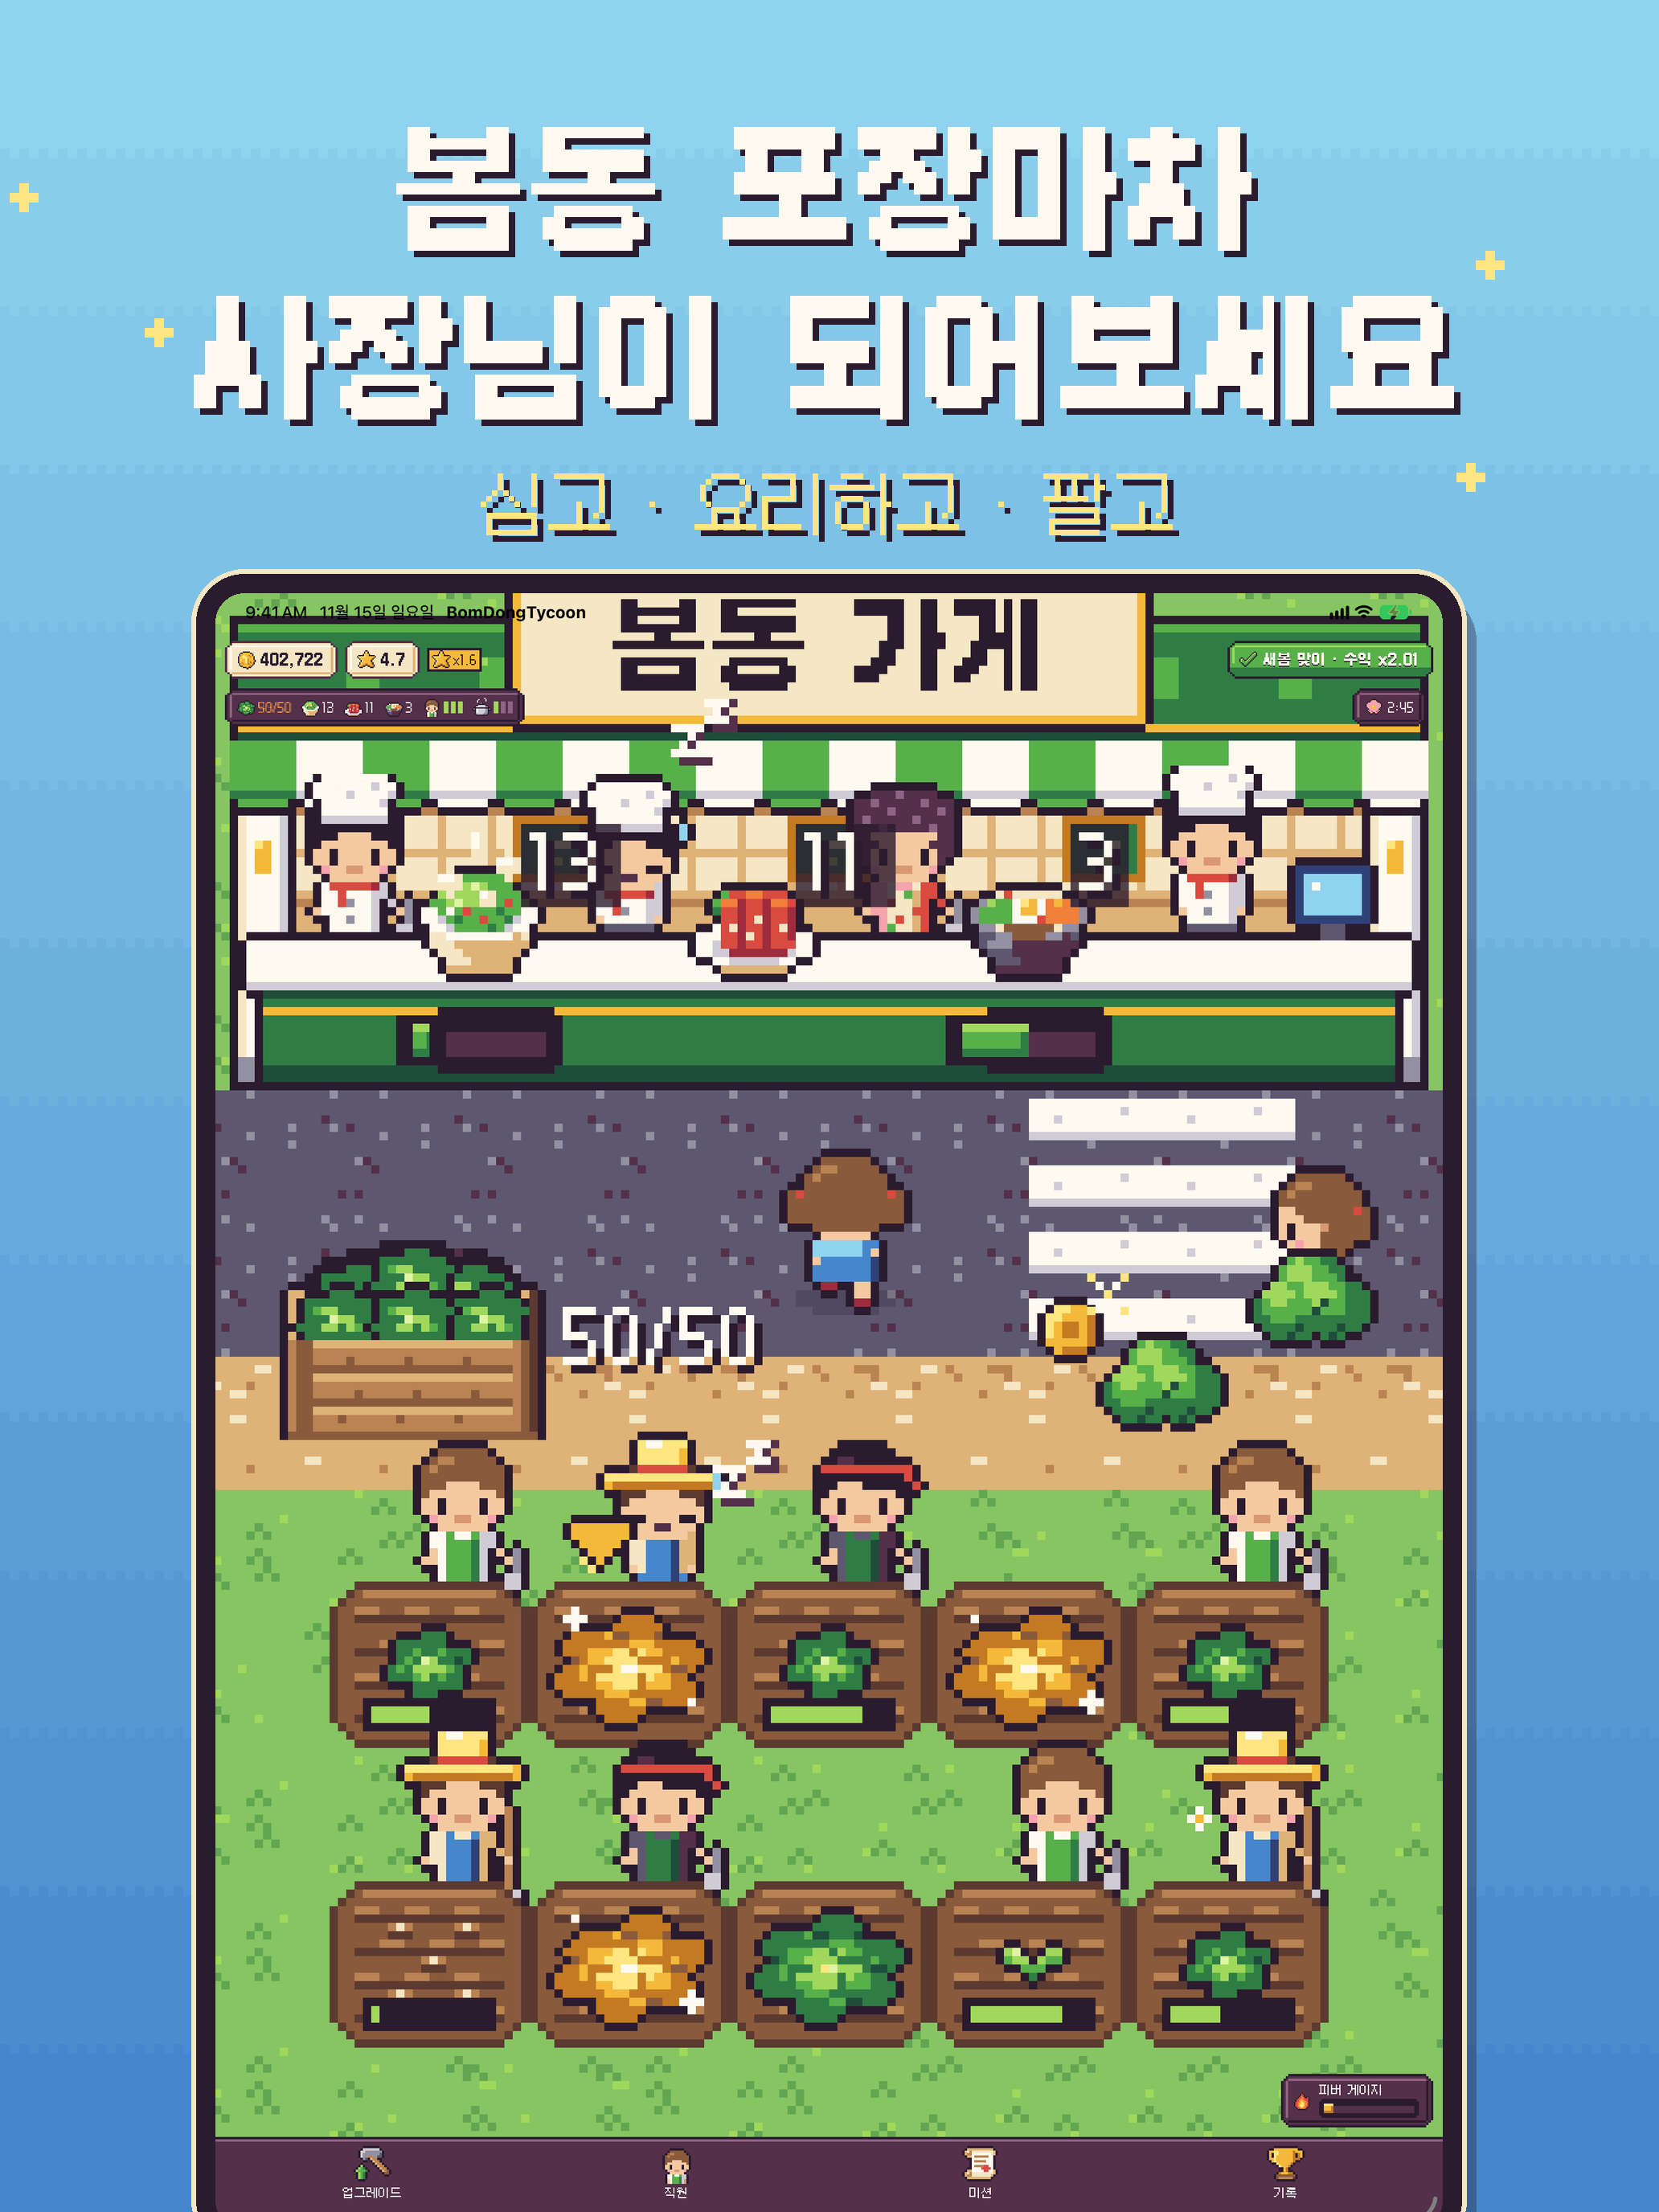 봄동 포장마차
사장님이 되어보세요
심고 · 요리하고 · 팔고
9:41 AM 11월 15일 일요일 BomDongTycoon
봄동 가게
402,722 4.7 x1.6
새봄 맞이 · 수익 x2.01
50/50 13 11 3
2:45
13 11 3
50/50
피버 게이지
업그레이드 직원 미션 기록